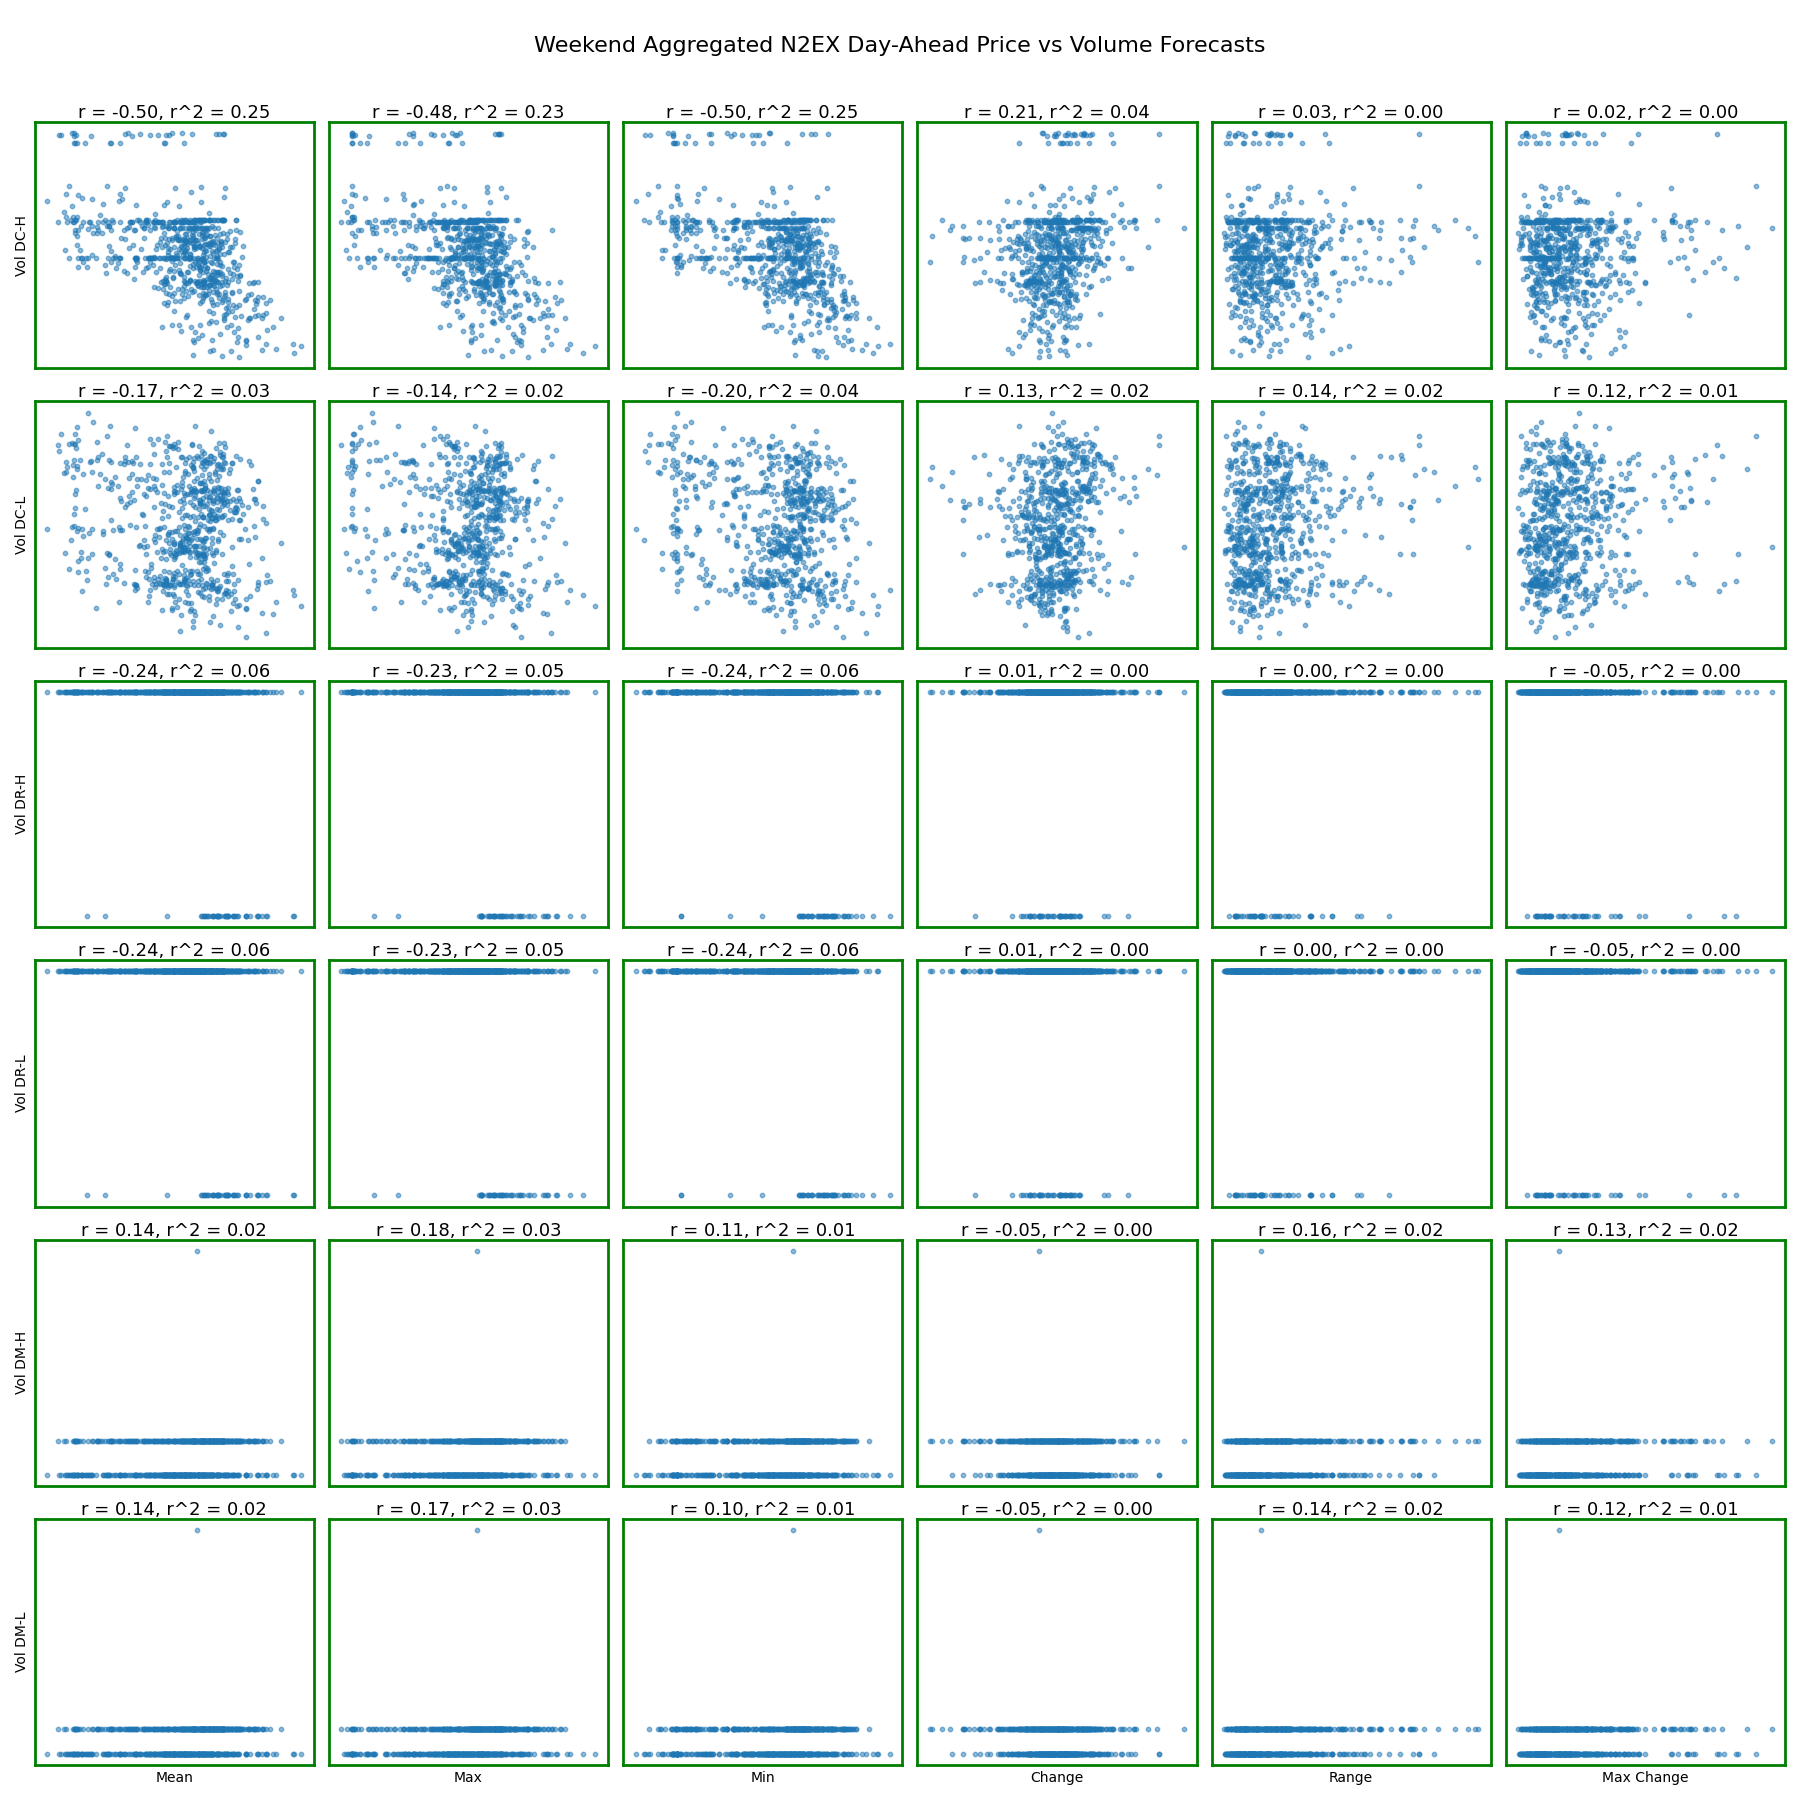 Weekend Aggregated N2EX Day-Ahead Price vs Volume Forecasts
r = -0.50, r^2 = 0.25
r = -0.48, r^2 = 0.23
r = -0.50, r^2 = 0.25
r = 0.21, r^2 = 0.04
r = 0.03, r^2 = 0.00
r = 0.02, r^2 = 0.00
Vol DC-H
r = -0.17, r^2 = 0.03
r = -0.14, r^2 = 0.02
r = -0.20, r^2 = 0.04
r = 0.13, r^2 = 0.02
r = 0.14, r^2 = 0.02
r = 0.12, r^2 = 0.01
Vol DC-L
r = -0.24, r^2 = 0.06
r = -0.23, r^2 = 0.05
r = -0.24, r^2 = 0.06
r = 0.01, r^2 = 0.00
r = 0.00, r^2 = 0.00
r = -0.05, r^2 = 0.00
Vol DR-H
r = -0.24, r^2 = 0.06
r = -0.23, r^2 = 0.05
r = -0.24, r^2 = 0.06
r = 0.01, r^2 = 0.00
r = 0.00, r^2 = 0.00
r = -0.05, r^2 = 0.00
Vol DR-L
r = 0.14, r^2 = 0.02
r = 0.18, r^2 = 0.03
r = 0.11, r^2 = 0.01
r = -0.05, r^2 = 0.00
r = 0.16, r^2 = 0.02
r = 0.13, r^2 = 0.02
Vol DM-H
r = 0.14, r^2 = 0.02
r = 0.17, r^2 = 0.03
r = 0.10, r^2 = 0.01
r = -0.05, r^2 = 0.00
r = 0.14, r^2 = 0.02
r = 0.12, r^2 = 0.01
Vol DM-L
Mean
Max
Min
Change
Range
Max Change